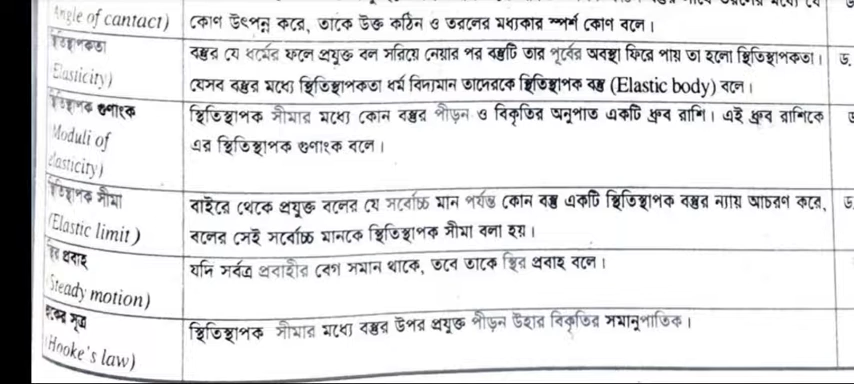 Angle of cantact)
কোণ উৎপন্ন করে, তাকে উক্ত কঠিন ও তরলের মধ্যকার স্পর্শ কোণ বলে।
স্থিতিস্থাপকতা
Elasticity)
বস্তুর যে ধর্মের ফলে প্রযুক্ত বল সরিয়ে নেয়ার পর বস্তুটি তার পূর্বের অবস্থা ফিরে পায় তা হলো স্থিতিস্থাপকতা।
যেসব বস্তুর মধ্যে স্থিতিস্থাপকতা ধর্ম বিদ্যমান তাদেরকে স্থিতিস্থাপক বস্তু (Elastic body) বলে।
ড.
স্থিতিস্থাপক গুণাংক
Moduli of
elasticity)
স্থিতিস্থাপক সীমার মধ্যে কোন বস্তুর পীড়ন ও বিকৃতির অনুপাত একটি ধ্রুব রাশি। এই ধ্রুব রাশিকে
এর স্থিতিস্থাপক গুণাংক বলে।
স্থিতিস্থাপক সীমা
(Elastic limit )
বাইরে থেকে প্রযুক্ত বলের যে সর্বোচ্চ মান পর্যন্ত কোন বস্তু একটি স্থিতিস্থাপক বস্তুর ন্যায় আচরণ করে,
বলের সেই সর্বোচ্চ মানকে স্থিতিস্থাপক সীমা বলা হয়।
ড.
স্থির প্রবাহ
Steady motion)
যদি সর্বত্র প্রবাহীর বেগ সমান থাকে, তবে তাকে স্থির প্রবাহ বলে।
হুকের সূত্র
(Hooke's law)
স্থিতিস্থাপক সীমার মধ্যে বস্তুর উপর প্রযুক্ত পীড়ন উহার বিকৃতির সমানুপাতিক।